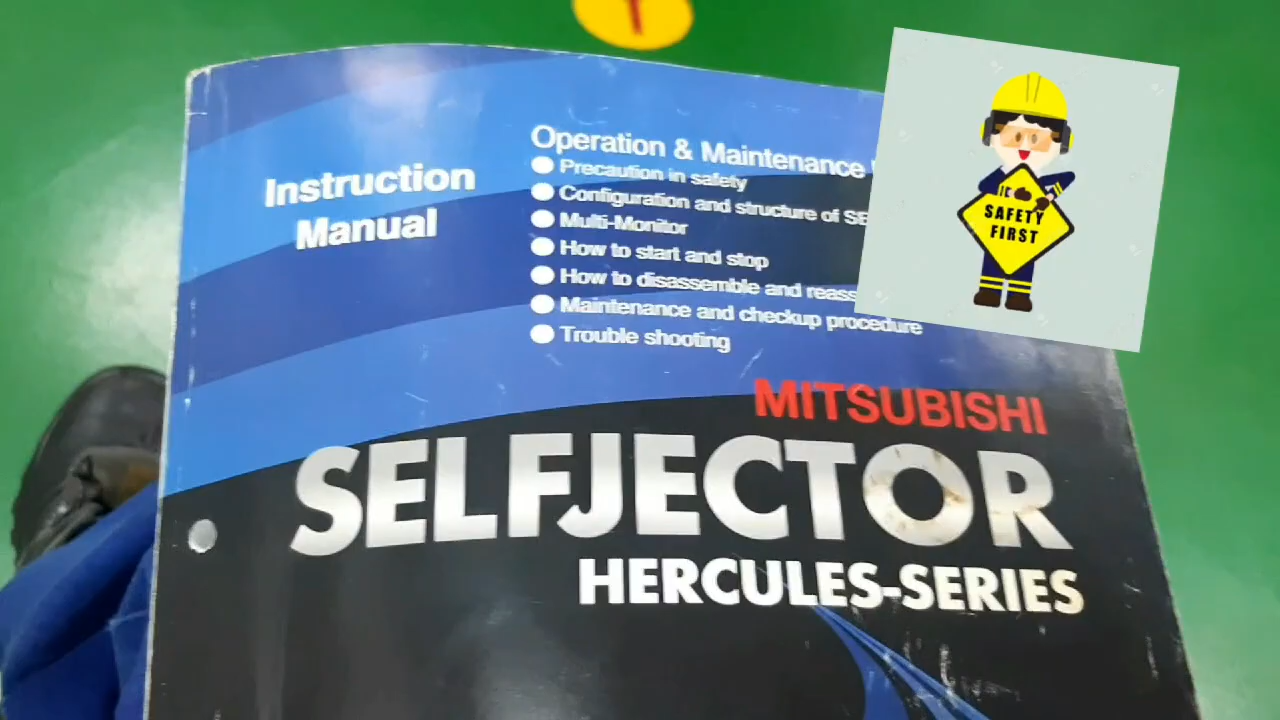 Instruction
Manual
Operation & Maintenance
Precaution in safety
Configuration and structure of SE
Multi-Monitor
How to start and stop
How to disassemble and reass
Maintenance and checkup procedure
Trouble shooting
SAFETY
FIRST
MITSUBISHI
SELFJECTOR
HERCULES-SERIES